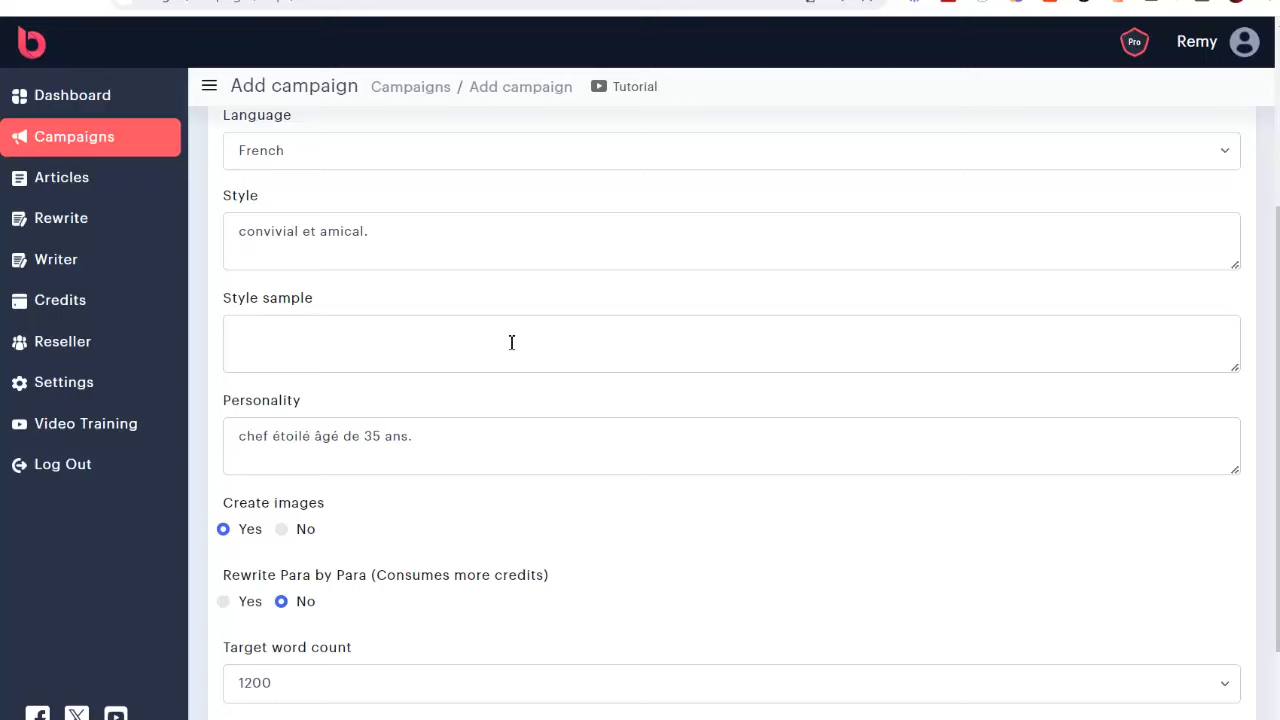 Pro
Remy
Dashboard
Campaigns
Articles
Rewrite
Writer
Credits
Reseller
Settings
Video Training
Log Out
Add campaign Campaigns / Add campaign Tutorial
Language
French
Style
convivial et amical.
Style sample
Personality
chef étoilé âgé de 35 ans.
Create images
Yes No
Rewrite Para by Para (Consumes more credits)
Yes No
Target word count
1200